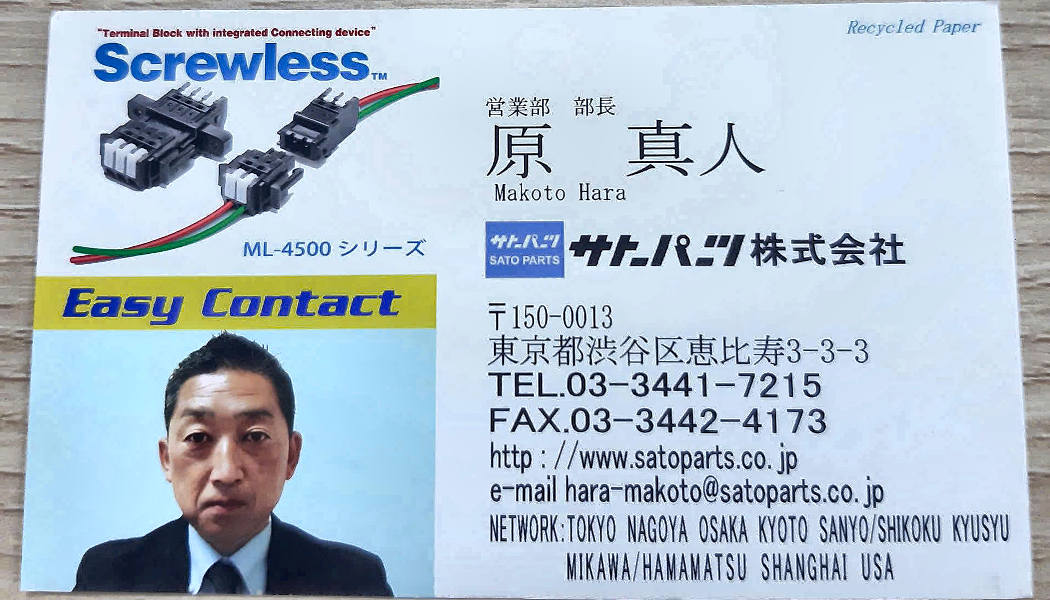 "Terminal Block with integrated Connecting device"
Screwless™
ML-4500 シリーズ
Easy Contact
Recycled Paper
営業部 部長
原 真人
Makoto Hara
サトーパーツ
SATO PARTS
サトーパーツ株式会社
〒150-0013
東京都渋谷区恵比寿3-3-3
TEL.03-3441-7215
FAX.03-3442-4173
http://www.satoparts.co.jp
e-mail hara-makoto@satoparts.co.jp
NETWORK:TOKYO NAGOYA OSAKA KYOTO SANYO/SHIKOKU KYUSYU
MIKAWA/HAMAMATSU SHANGHAI USA